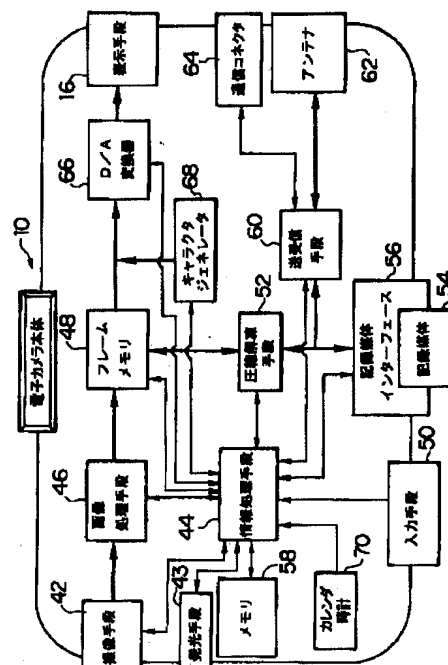 10
電子カメラ本体
42
撮像手段
46
画像
処理手段
48
フレーム
メモリ
66
D/A
変換器
16
表示手段
43
発光手段
44
情報処理手段
52
圧縮解凍
手段
68
キャラクタ
ジェネレータ
60
送受信
手段
64
通信コネクタ
アンテナ
62
58
メモリ
70
カレンダ
時計
入力手段
50
56
記録媒体
インターフェース
記録媒体
54